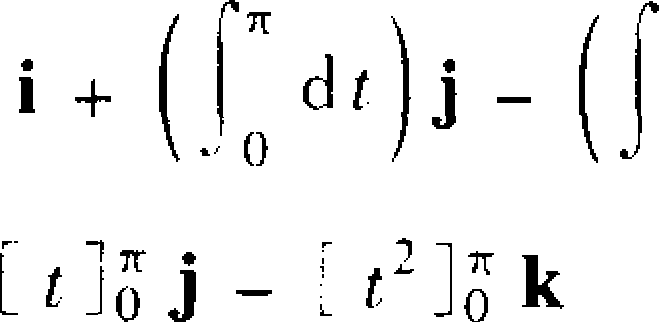 i + ( ∫₀^π dt ) j − ( ∫
[ t ]₀^π j − [ t² ]₀^π k